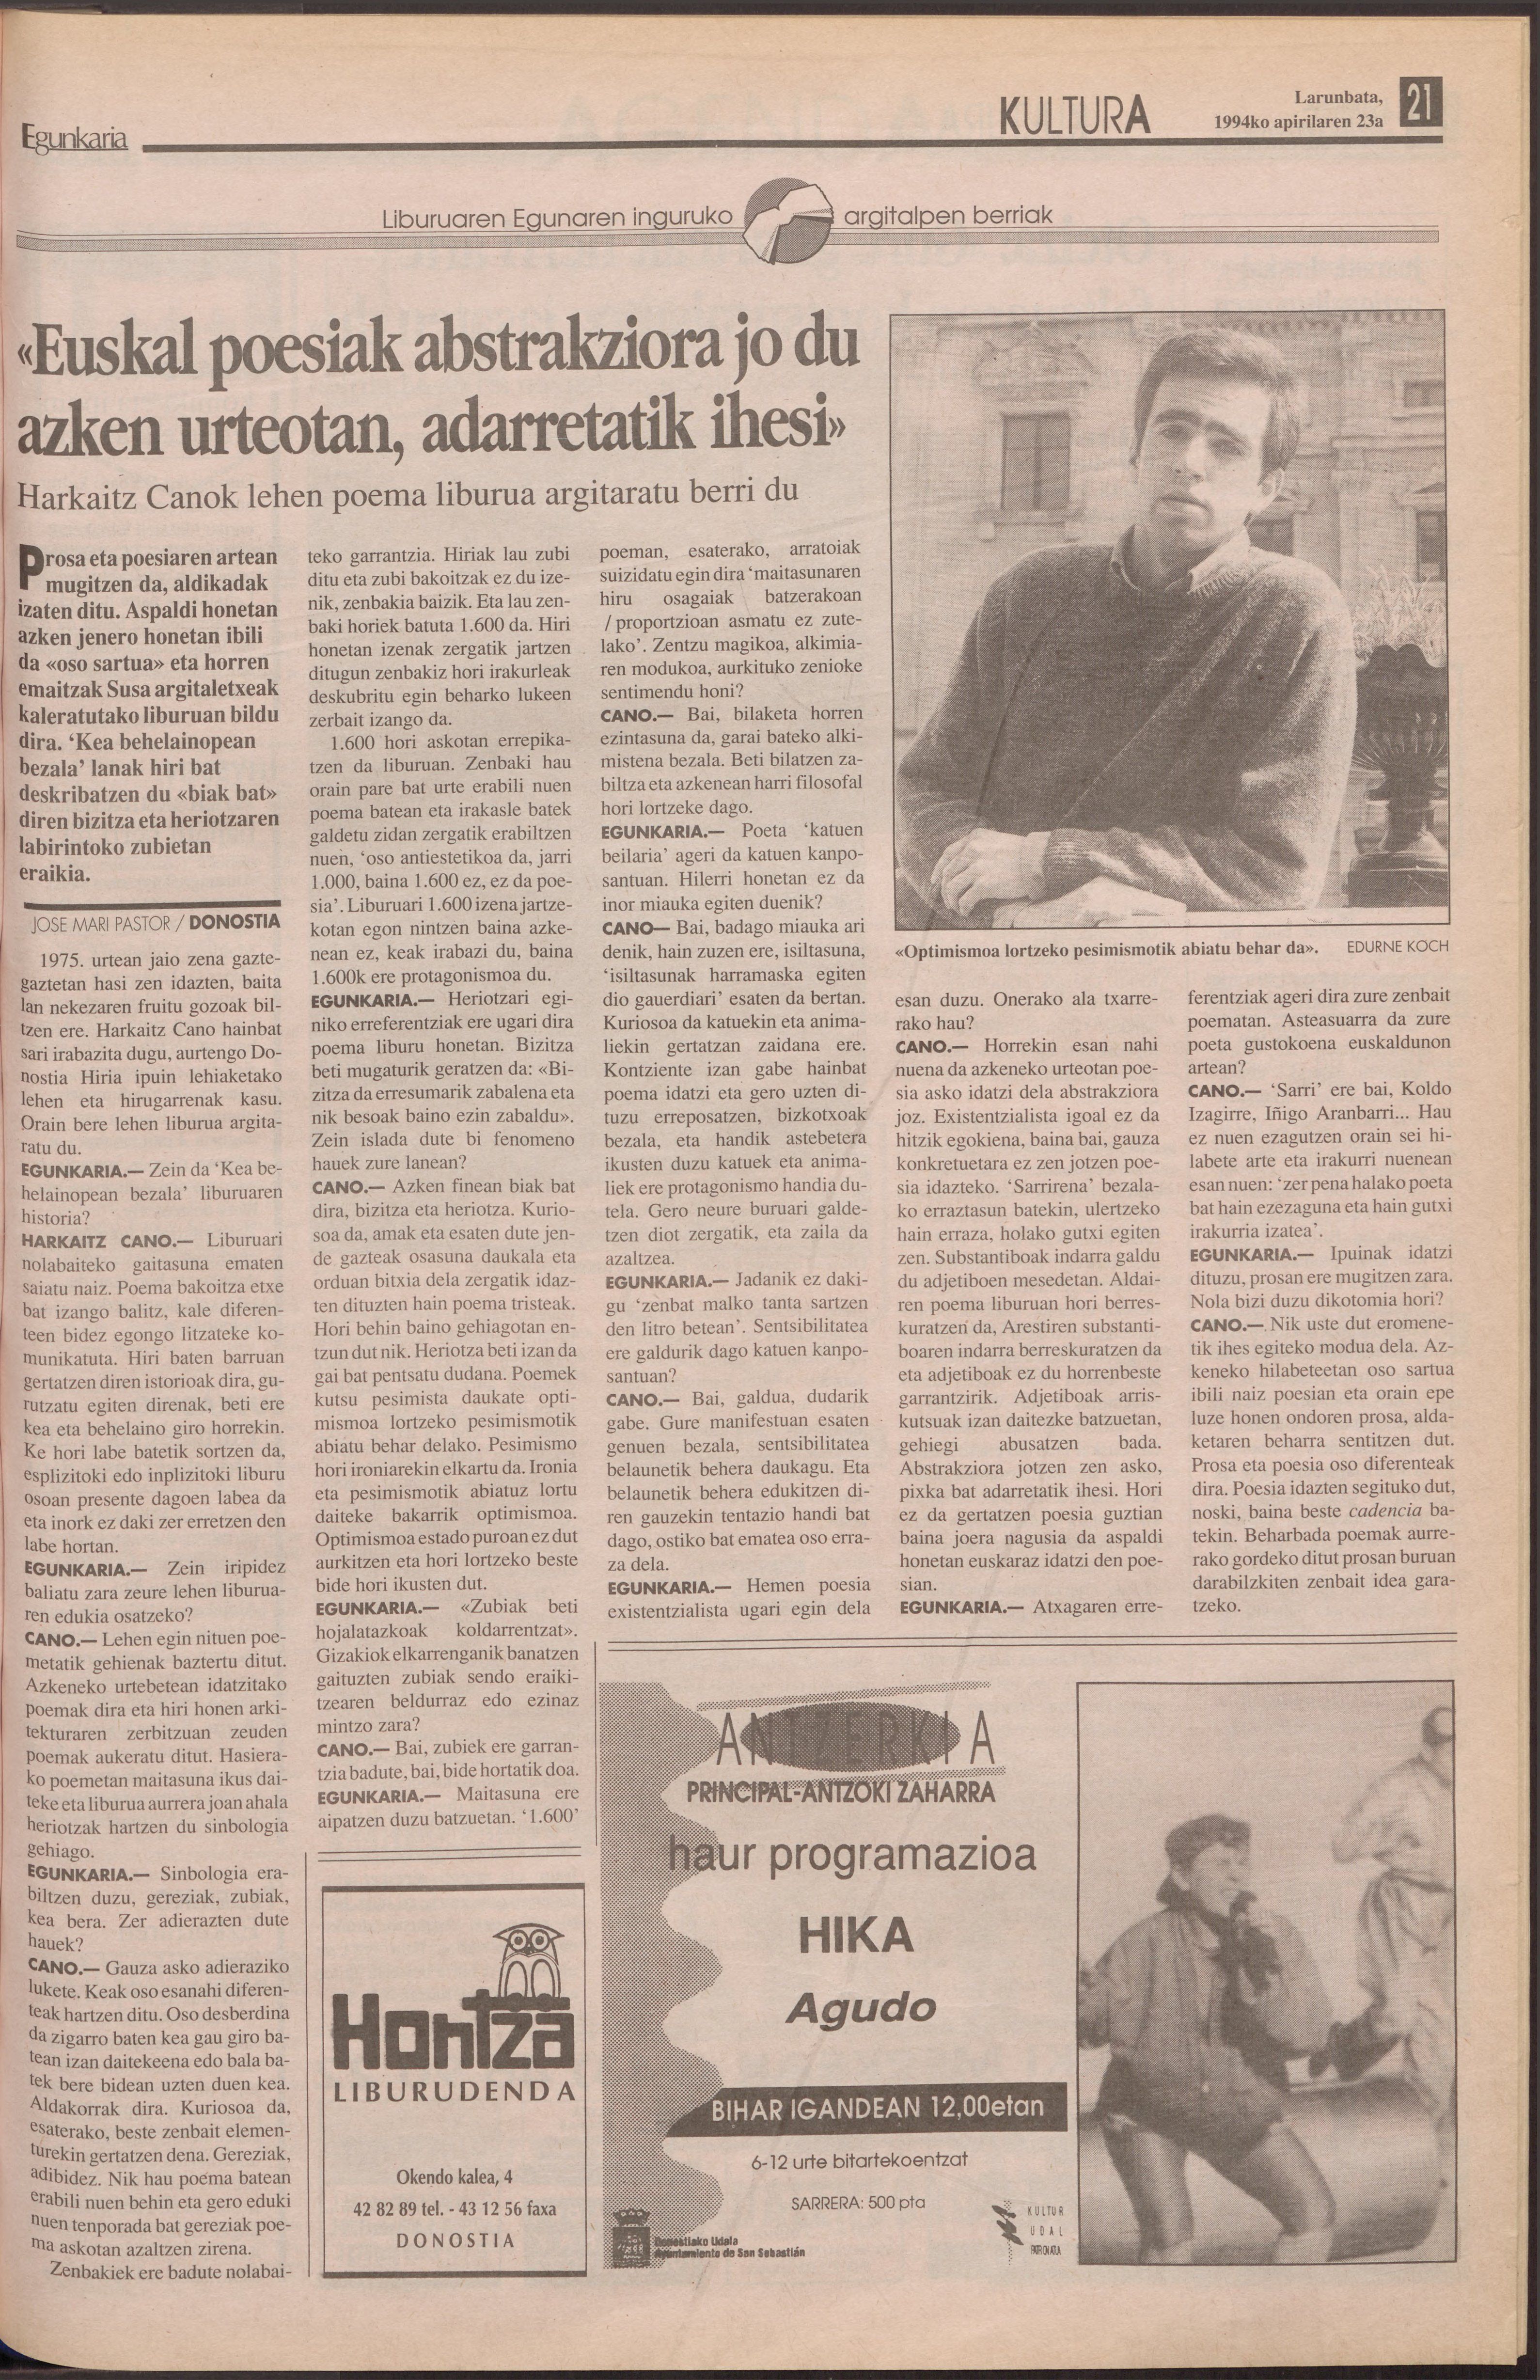 Egunkaria
KULTURA
Larunbata,
1994ko apirilaren 23a
21
Liburuaren Egunaren inguruko argitalpen berriak
«Euskal poesiak abstrakziora jo du
azken urteotan, adarretatik ihesi»
Harkaitz Canok lehen poema liburua argitaratu berri du
Prosa eta poesiaren artean
mugitzen da, aldikadak
izaten ditu. Aspaldi honetan
azken jenero honetan ibili
da «oso sartua» eta horren
emaitzak Susa argitaletxeak
kaleratutako liburuan bildu
dira. ‘Kea behelainopean
bezala’ lanak hiri bat
deskribatzen du «biak bat»
diren bizitza eta heriotzaren
labirintoko zubietan
eraikia.
JOSE MARI PASTOR / DONOSTIA
1975. urtean jaio zena gazte-
gaztetan hasi zen idazten, baita
lan nekezaren fruitu gozoak bil-
tzen ere. Harkaitz Cano hainbat
sari irabazita dugu, aurtengo Do-
nostia Hiria ipuin lehiaketako
lehen eta hirugarrenak kasu.
Orain bere lehen liburua argita-
ratu du.
EGUNKARIA.— Zein da ‘Kea be-
helainopean bezala’ liburuaren
historia?
HARKAITZ CANO.— Liburuari
nolabaiteko gaitasuna ematen
saiatu naiz. Poema bakoitza etxe
bat izango balitz, kale diferen-
teen bidez egongo litzateke ko-
munikatuta. Hiri baten barruan
gertatzen diren istorioak dira, gu-
rutzatu egiten direnak, beti ere
kea eta behelaino giro horrekin.
Ke hori labe batetik sortzen da,
esplizitoki edo inplizitoki liburu
osoan presente dagoen labea da
eta inork ez daki zer erretzen den
labe hortan.
EGUNKARIA.— Zein iripidez
baliatu zara zeure lehen liburua-
ren edukia osatzeko?
CANO.— Lehen egin nituen poe-
metatik gehienak baztertu ditut.
Azkeneko urtebetean idatzitako
poemak dira eta hiri honen arki-
tekturaren zerbitzuan zeuden
poemak aukeratu ditut. Hasiera-
ko poemetan maitasuna ikus dai-
teke eta liburua aurrera joan ahala
heriotzak hartzen du sinbologia
gehiago.
EGUNKARIA.— Sinbologia era-
biltzen duzu, gereziak, zubiak,
kea bera. Zer adierazten dute
hauek?
CANO.— Gauza asko adieraziko
lukete. Keak oso esanahi diferen-
teak hartzen ditu. Oso desberdina
da zigarro baten kea gau giro ba-
tean izan daitekeena edo bala ba-
tek bere bidean uzten duen kea.
Aldakorrak dira. Kuriosoa da,
esaterako, beste zenbait elemen-
turekin gertatzen dena. Gereziak,
adibidez. Nik hau poema batean
erabili nuen behin eta gero eduki
nuen tenporada bat gereziak poe-
ma askotan azaltzen zirena.
Zenbakiek ere badute nolabai-
teko garrantzia. Hiriak lau zubi
ditu eta zubi bakoitzak ez du ize-
nik, zenbakia baizik. Eta lau zen-
baki horiek batuta 1.600 da. Hiri
honetan izenak zergatik jartzen
ditugun zenbakiz hori irakurleak
deskubritu egin beharko lukeen
zerbait izango da.
1.600 hori askotan errepika-
tzen da liburuan. Zenbaki hau
orain pare bat urte erabili nuen
poema batean eta irakasle batek
galdetu zidan zergatik erabiltzen
nuen, ‘oso antiestetikoa da, jarri
1.000, baina 1.600 ez, ez da poe-
sia’. Liburuari 1.600 izena jartze-
kotan egon nintzen baina azke-
nean ez, keak irabazi du, baina
1.600k ere protagonismoa du.
EGUNKARIA.— Heriotzari egi-
niko erreferentziak ere ugari dira
poema liburu honetan. Bizitza
beti mugaturik geratzen da: «Bi-
zitza da erresumarik zabalena eta
nik besoak baino ezin zabaldu».
Zein islada dute bi fenomeno
hauek zure lanean?
CANO.— Azken finean biak bat
dira, bizitza eta heriotza. Kurio-
soa da, amak eta esaten dute jen-
de gazteak osasuna daukala eta
orduan bitxia dela zergatik idaz-
ten dituzten hain poema tristeak.
Hori behin baino gehiagotan en-
tzun dut nik. Heriotza beti izan da
gai bat pentsatu dudana. Poemek
kutsu pesimista daukate opti-
mismoa lortzeko pesimismotik
abiatu behar delako. Pesimismo
hori ironiarekin elkartu da. Ironia
eta pesimismotik abiatuz lortu
daiteke bakarrik optimismoa.
Optimismoa estado puroan ez dut
aurkitzen eta hori lortzeko beste
bide hori ikusten dut.
EGUNKARIA.— «Zubiak beti
hojalatazkoak koldarrentzat».
Gizakiok elkarrenganik banatzen
gaituzten zubiak sendo eraiki-
tzearen beldurraz edo ezinaz
mintzo zara?
CANO.— Bai, zubiek ere garran-
tzia badute, bai, bide hortatik doa.
EGUNKARIA.— Maitasuna ere
aipatzen duzu batzuetan. ‘1.600’
poeman, esaterako, arratoiak
suizidatu egin dira ‘maitasunaren
hiru osagaiak batzerakoan
/ proportzioan asmatu ez zute-
lako’. Zentzu magikoa, alkimia-
ren modukoa, aurkituko zenioke
sentimendu honi?
CANO.— Bai, bilaketa horren
ezintasuna da, garai bateko alki-
mistena bezala. Beti bilatzen za-
biltza eta azkenean harri filosofal
hori lortzeke dago.
EGUNKARIA.— Poeta ‘katuen
beilaria’ ageri da katuen kanpo-
santuan. Hilerri honetan ez da
inor miauka egiten duenik?
CANO— Bai, badago miauka ari
denik, hain zuzen ere, isiltasuna,
‘isiltasunak harramaska egiten
dio gauerdiari’ esaten da bertan.
Kuriosoa da katuekin eta anima-
liekin gertatzan zaidana ere.
Kontziente izan gabe hainbat
poema idatzi eta gero uzten di-
tuzu erreposatzen, bizkotxoak
bezala, eta handik astebetera
ikusten duzu katuek eta anima-
liek ere protagonismo handia du-
tela. Gero neure buruari galde-
tzen diot zergatik, eta zaila da
azaltzea.
EGUNKARIA.— Jadanik ez daki-
gu ‘zenbat malko tanta sartzen
den litro betean’. Sentsibilitatea
ere galdurik dago katuen kanpo-
santuan?
CANO.— Bai, galdua, dudarik
gabe. Gure manifestuan esaten
genuen bezala, sentsibilitatea
belaunetik behera daukagu. Eta
belaunetik behera edukitzen di-
ren gauzekin tentazio handi bat
dago, ostiko bat ematea oso erra-
za dela.
EGUNKARIA.— Hemen poesia
existentzialista ugari egin dela
«Optimismoa lortzeko pesimismotik abiatu behar da».
EDURNE KOCH
esan duzu. Onerako ala txarre-
rako hau?
CANO.— Horrekin esan nahi
nuena da azkeneko urteotan poe-
sia asko idatzi dela abstrakziora
joz. Existentzialista igoal ez da
hitzik egokiena, baina bai, gauza
konkretuetara ez zen jotzen poe-
sia idazteko. ‘Sarrirena’ bezala-
ko erraztasun batekin, ulertzeko
hain erraza, holako gutxi egiten
zen. Substantiboak indarra galdu
du adjetiboen mesedetan. Aldai-
ren poema liburuan hori berres-
kuratzen da, Arestiren substanti-
boaren indarra berreskuratzen da
eta adjetiboak ez du horrenbeste
garrantzirik. Adjetiboak arris-
kutsuak izan daitezke batzuetan,
gehiegi abusatzen bada.
Abstrakziora jotzen zen asko,
pixka bat adarretatik ihesi. Hori
ez da gertatzen poesia guztian
baina joera nagusia da aspaldi
honetan euskaraz idatzi den poe-
sian.
EGUNKARIA.— Atxagaren erre-
ferentziak ageri dira zure zenbait
poematan. Asteasuarra da zure
poeta gustokoena euskaldunon
artean?
CANO.— ‘Sarri’ ere bai, Koldo
Izagirre, Iñigo Aranbarri... Hau
ez nuen ezagutzen orain sei hi-
labete arte eta irakurri nuenean
esan nuen: ‘zer pena halako poeta
bat hain ezezaguna eta hain gutxi
irakurria izatea’.
EGUNKARIA.— Ipuinak idatzi
dituzu, prosan ere mugitzen zara.
Nola bizi duzu dikotomia hori?
CANO.— Nik uste dut eromene-
tik ihes egiteko modua dela. Az-
keneko hilabeteetan oso sartua
ibili naiz poesian eta orain epe
luze honen ondoren prosa, alda-
ketaren beharra sentitzen dut.
Prosa eta poesia oso diferenteak
dira. Poesia idazten segituko dut,
noski, baina beste cadencia ba-
tekin. Beharbada poemak aurre-
rako gordeko ditut prosan buruan
darabilzkiten zenbait idea gara-
tzeko.
Hontza
LIBURUDENDA
Okendo kalea, 4
42 82 89 tel. - 43 12 56 faxa
DONOSTIA
ANTZERKIA
PRINCIPAL-ANTZOKI ZAHARRA
haur programazioa
HIKA
Agudo
BIHAR IGANDEAN 12,00etan
6-12 urte bitartekoentzat
SARRERA: 500 pta
Donostiako Udala
Ayuntamiento de San Sebastián
KULTUR
UDAL
PATRONATUA